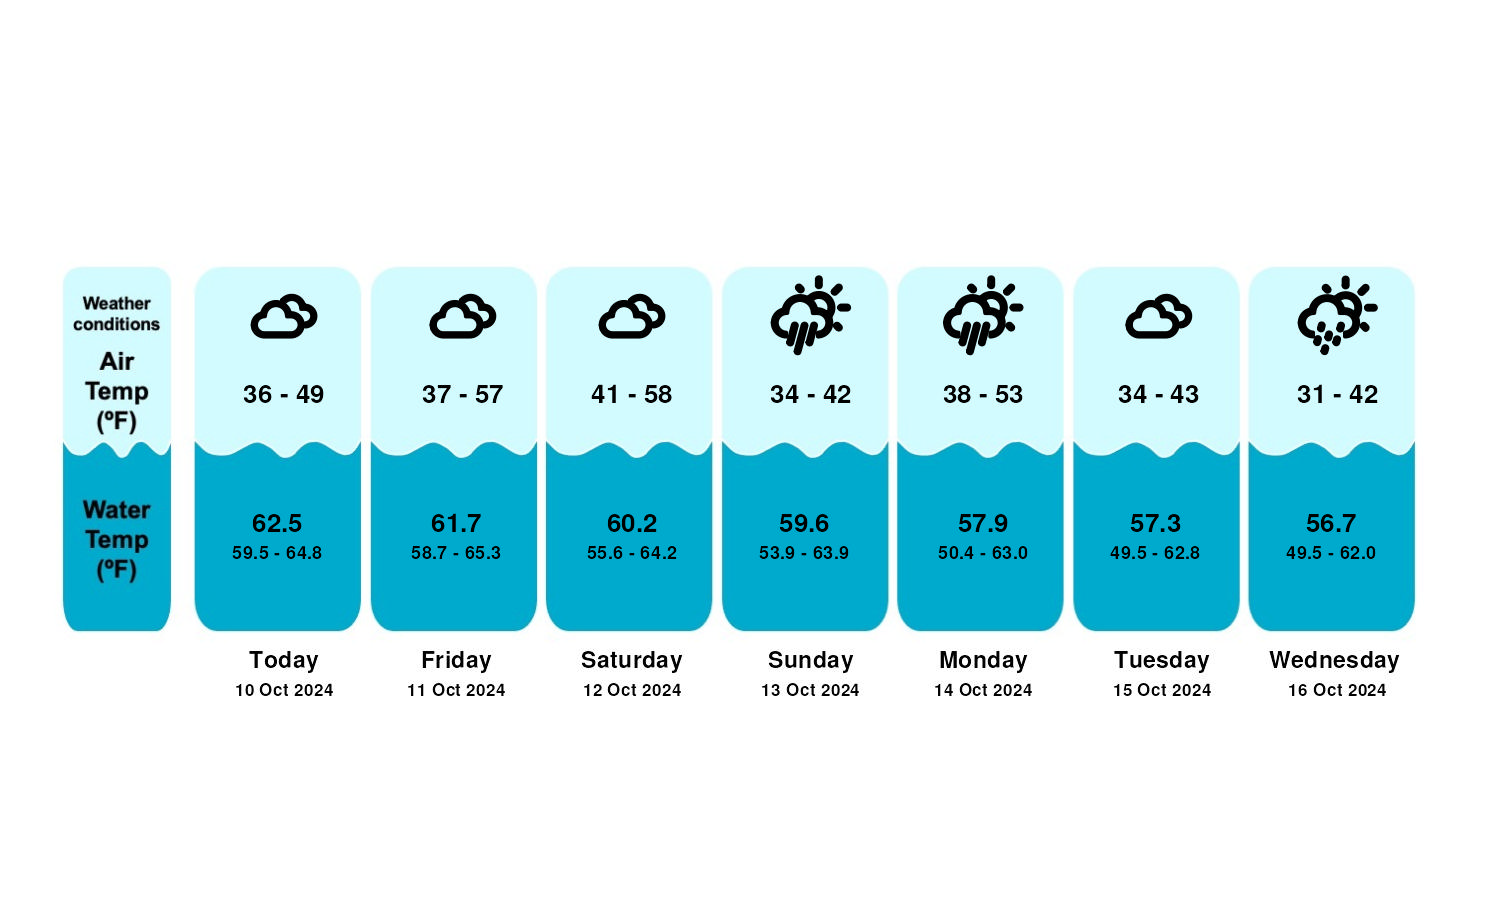 Weather
conditions
Air
Temp
(ºF)
Water
Temp
(ºF)
36 - 49
62.5
59.5 - 64.8
Today
10 Oct 2024
37 - 57
61.7
58.7 - 65.3
Friday
11 Oct 2024
41 - 58
60.2
55.6 - 64.2
Saturday
12 Oct 2024
34 - 42
59.6
53.9 - 63.9
Sunday
13 Oct 2024
38 - 53
57.9
50.4 - 63.0
Monday
14 Oct 2024
34 - 43
57.3
49.5 - 62.8
Tuesday
15 Oct 2024
31 - 42
56.7
49.5 - 62.0
Wednesday
16 Oct 2024